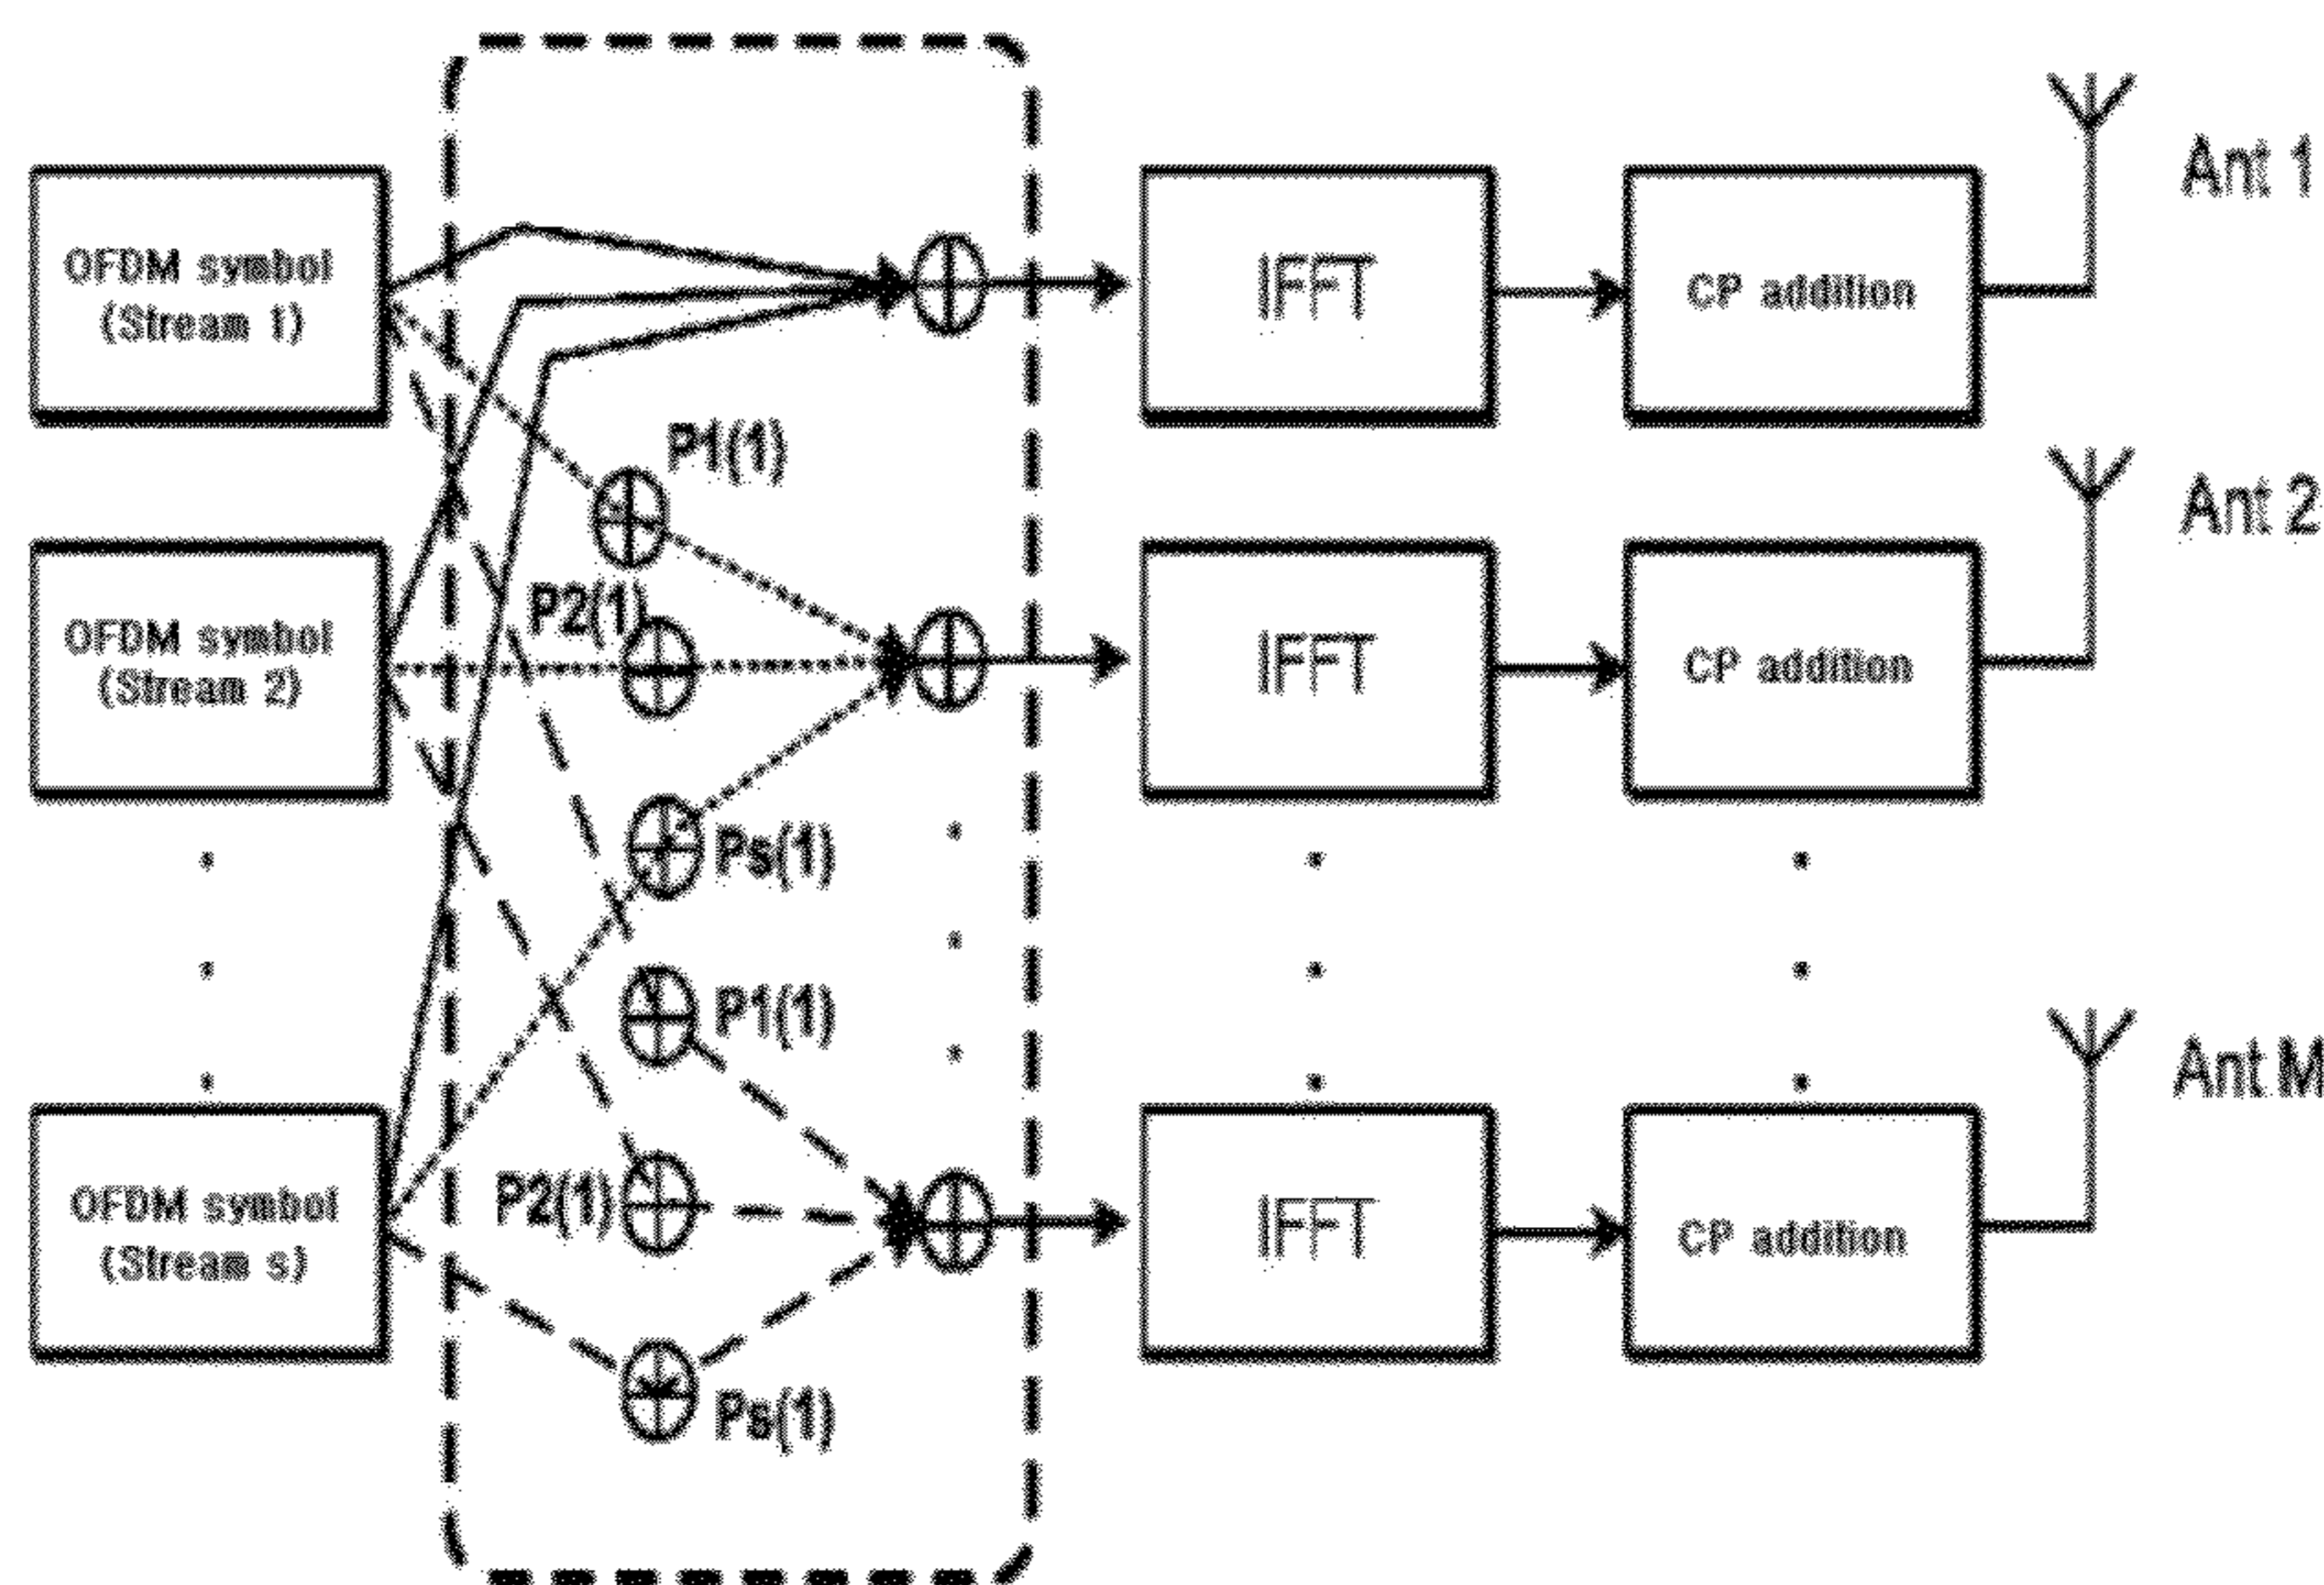 Ant 1
OFDM symbol
(Stream 1)
IFFT
CP addition
P1(1)
Ant 2
P2(1)
OFDM symbol
(Stream 2)
IFFT
CP addition
Ps(1)
P1(1)
Ant M
OFDM symbol
(Stream s)
P2(1)
IFFT
CP addition
Ps(1)